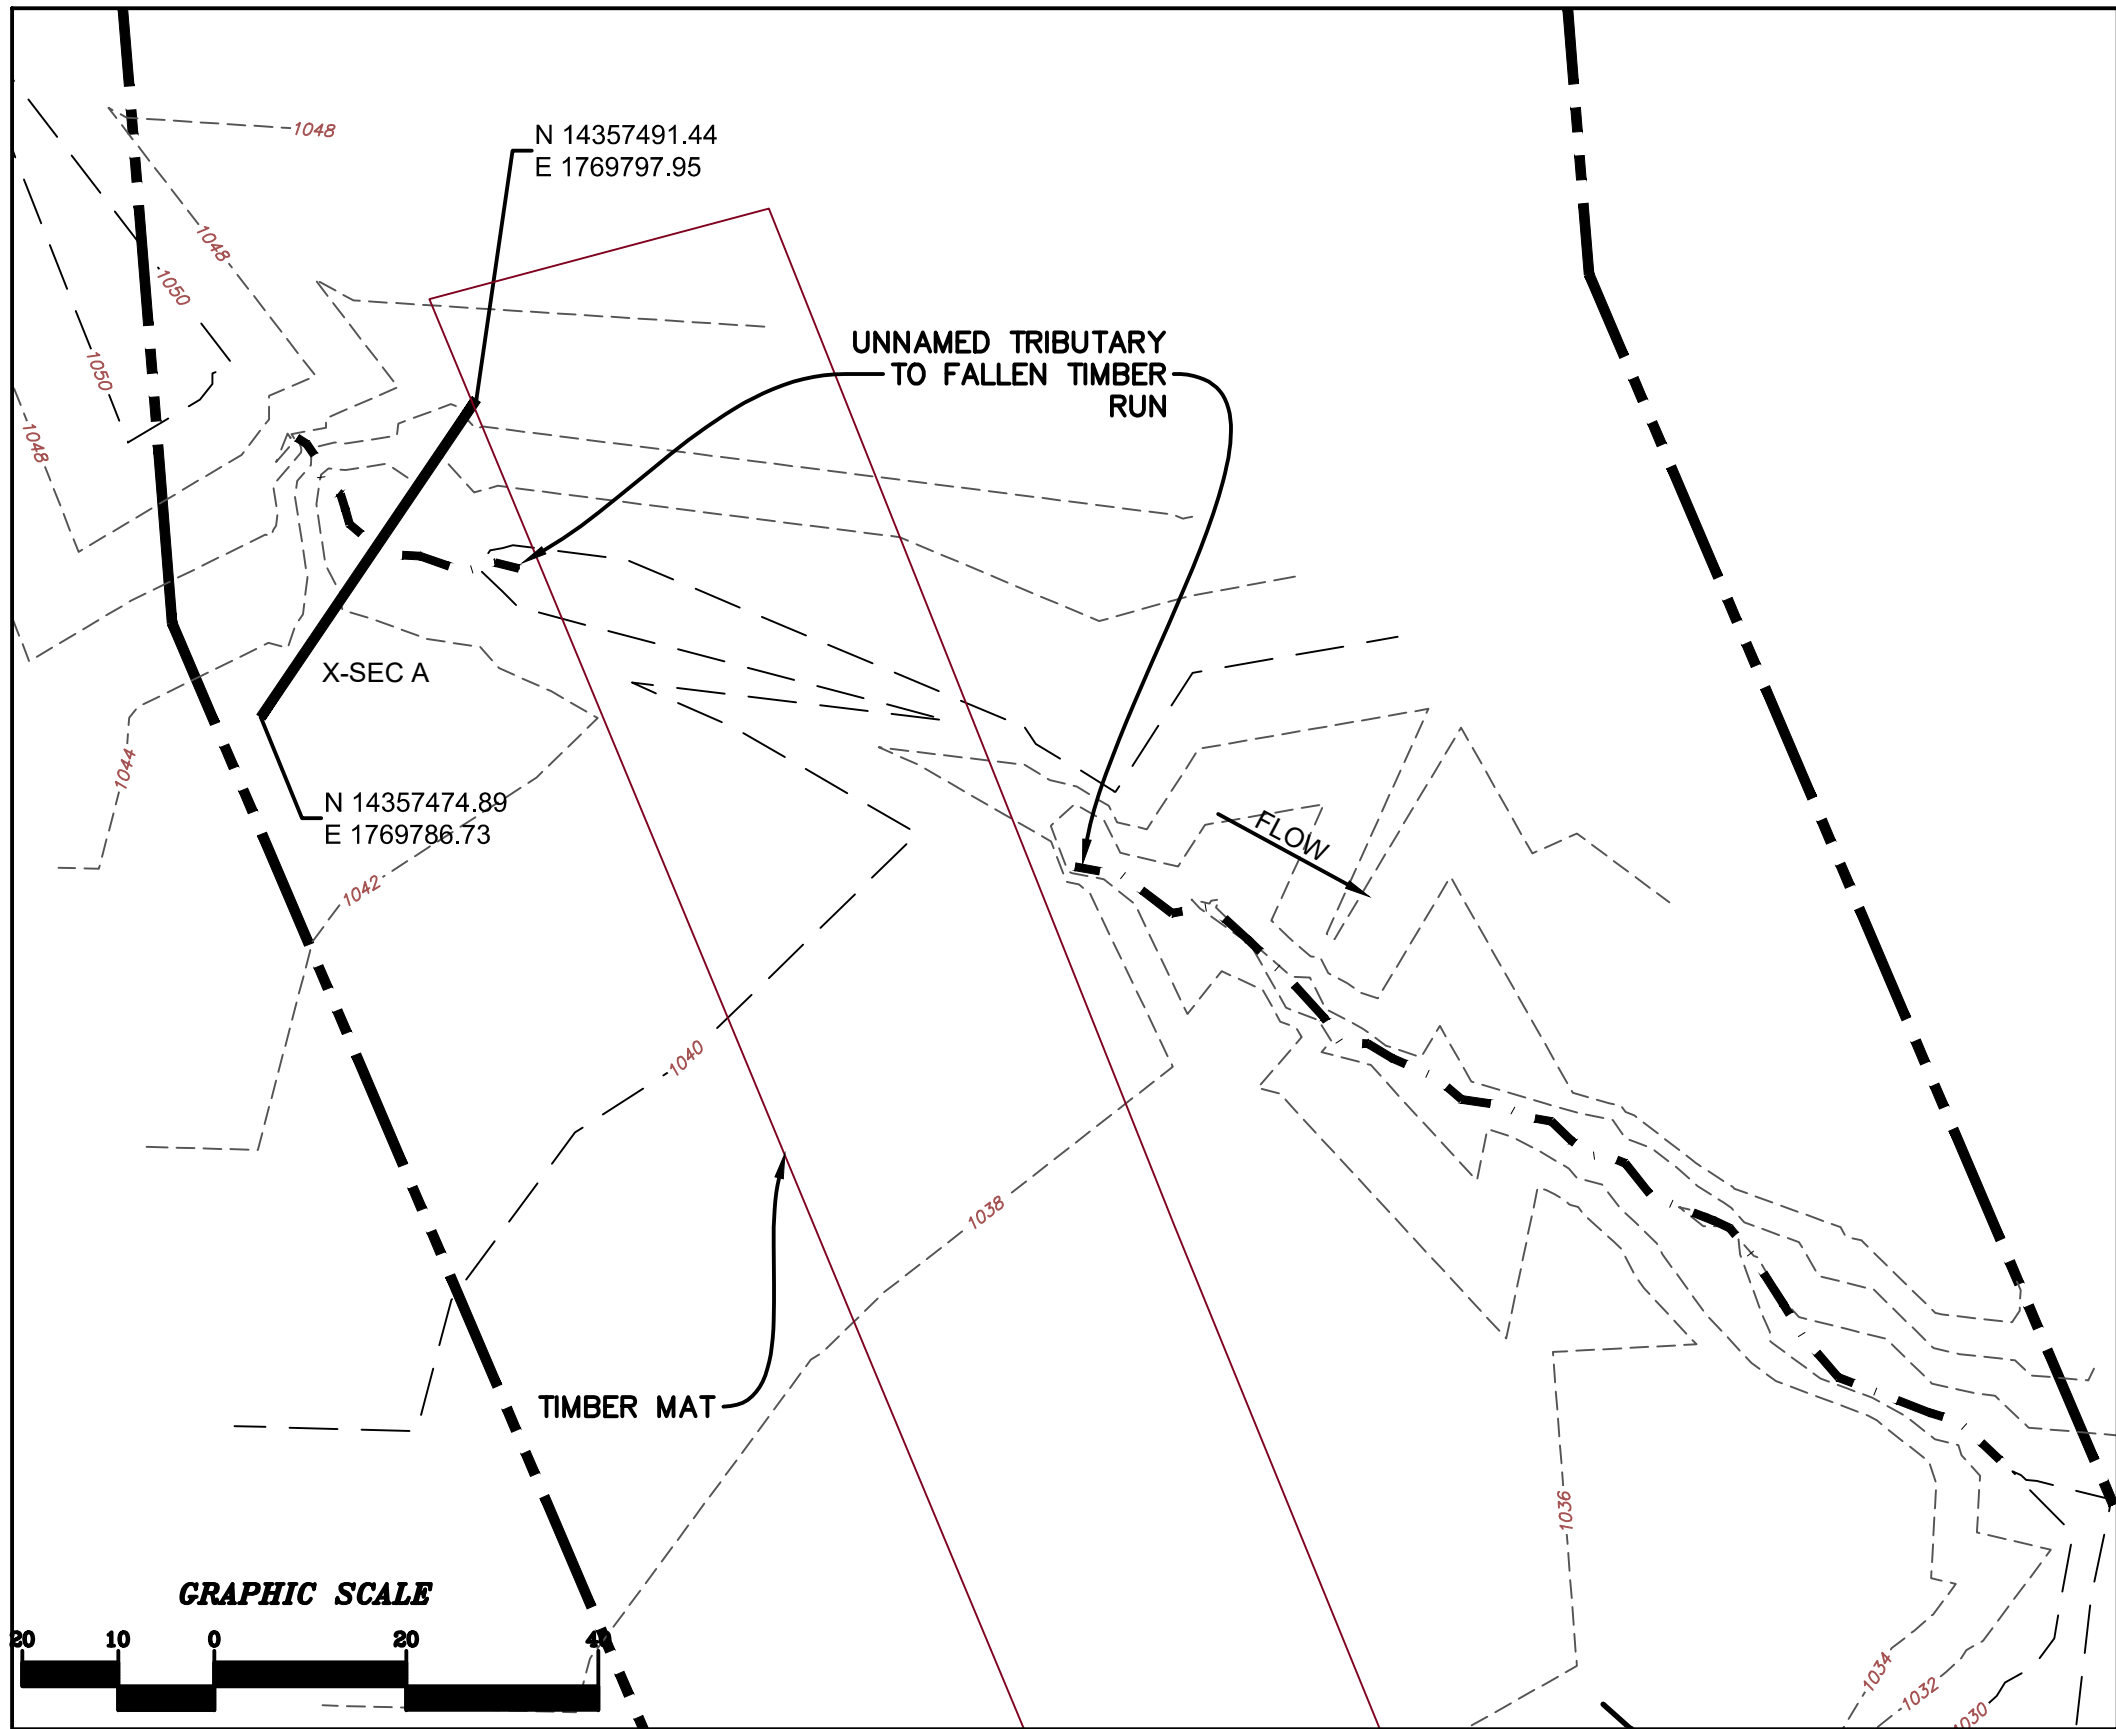 1048
N 14357491.44
E 1769797.95
1048
1050
1050
1048
UNNAMED TRIBUTARY
TO FALLEN TIMBER
RUN
X-SEC A
1044
N 14357474.89
E 1769786.73
FLOW
1042
1040
1038
TIMBER MAT
1036
GRAPHIC SCALE
20 10 0 20 40
1034
1032
1030